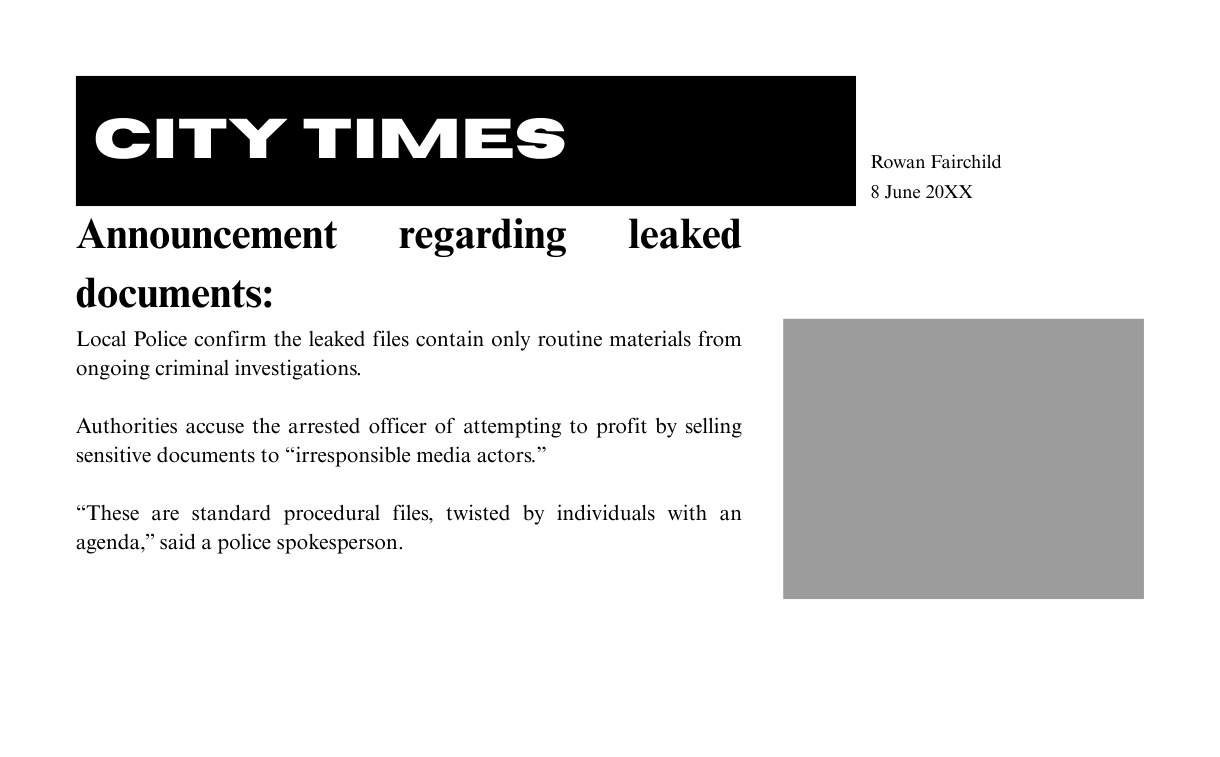 CITY TIMES
Rowan Fairchild
8 June 20XX
Announcement regarding leaked
documents:
Local Police confirm the leaked files contain only routine materials from
ongoing criminal investigations.
Authorities accuse the arrested officer of attempting to profit by selling
sensitive documents to “irresponsible media actors.”
“These are standard procedural files, twisted by individuals with an
agenda,” said a police spokesperson.